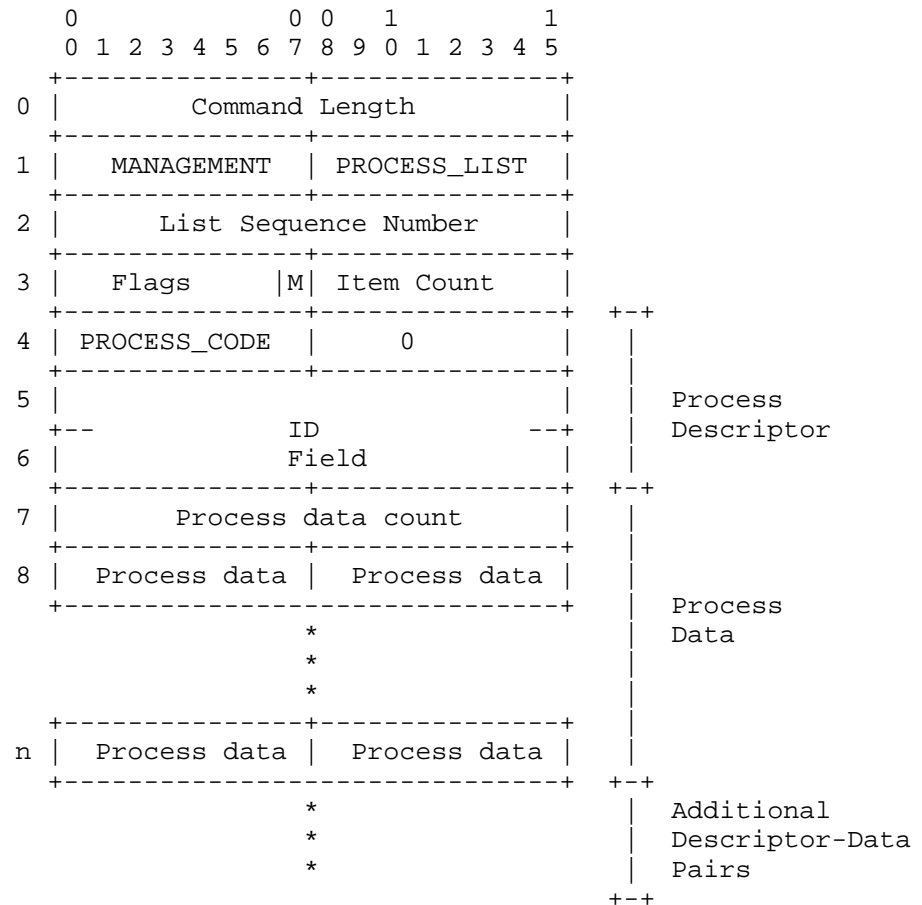 0 0 0 1 1
0 1 2 3 4 5 6 7 8 9 0 1 2 3 4 5
+---------------+---------------+
0 | Command Length |
+---------------+---------------+
1 | MANAGEMENT | PROCESS_LIST |
+---------------+---------------+
2 | List Sequence Number |
+---------------+---------------+
3 | Flags |M| Item Count |
+---------------+---------------+ +-+
4 | PROCESS_CODE | 0 | |
+---------------+---------------+ |
5 | | | Process
+-- ID --+ | Descriptor
6 | Field | |
+---------------+---------------+ +-+
7 | Process data count | |
+---------------+---------------+ |
8 | Process data | Process data | |
+-------------------------------+ | Process
* | Data
* |
* |
+---------------+---------------+ |
n | Process data | Process data | |
+-------------------------------+ +-+
* | Additional
* | Descriptor-Data
* | Pairs
+-+